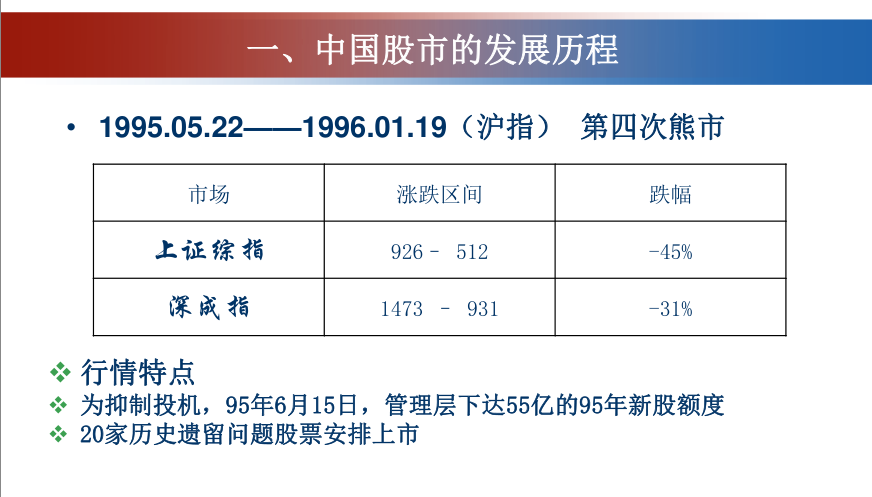 一、中国股市的发展历程
• 1995.05.22——1996.01.19（沪指） 第四次熊市
市场 涨跌区间 跌幅
上证综指 926– 512 -45%
深成指 1473 – 931 -31%
❖ 行情特点
❖ 为抑制投机，95年6月15日，管理层下达55亿的95年新股额度
❖ 20家历史遗留问题股票安排上市